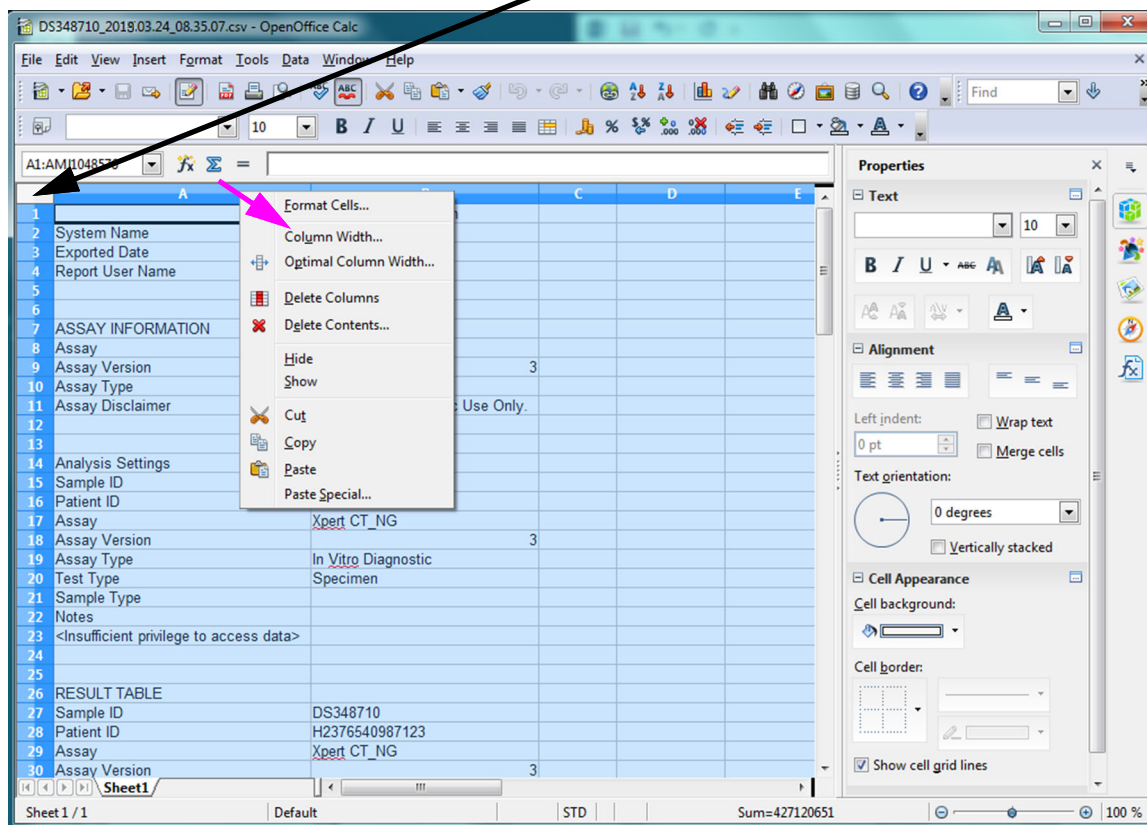 DS348710_2018.03.24_08.35.07.csv - OpenOffice Calc
File Edit View Insert Format Tools Data Window Help
ABC ABC Find
10 B I U
A1:AMJ1048576
Properties
Text
10
B I U ABC
Alignment
Left indent:
0 pt
Wrap text
Merge cells
Text orientation:
0 degrees
Vertically stacked
Cell Appearance
Cell background:
Cell border:
Show cell grid lines
A C D E
Format Cells...
Column Width...
Optimal Column Width...
Delete Columns
Delete Contents...
Hide
Show
Cut
Copy
Paste
Paste Special...
1
2 System Name
3 Exported Date
4 Report User Name
5
6
7 ASSAY INFORMATION
8 Assay
9 Assay Version 3
10 Assay Type
11 Assay Disclaimer Use Only.
12
13
14 Analysis Settings
15 Sample ID
16 Patient ID
17 Assay Xpert CT_NG
18 Assay Version 3
19 Assay Type In Vitro Diagnostic
20 Test Type Specimen
21 Sample Type
22 Notes
23 <Insufficient privilege to access data>
24
25
26 RESULT TABLE
27 Sample ID DS348710
28 Patient ID H2376540987123
29 Assay Xpert CT_NG
30 Assay Version 3
Sheet1
Sheet 1 / 1 Default STD Sum=427120651 100 %